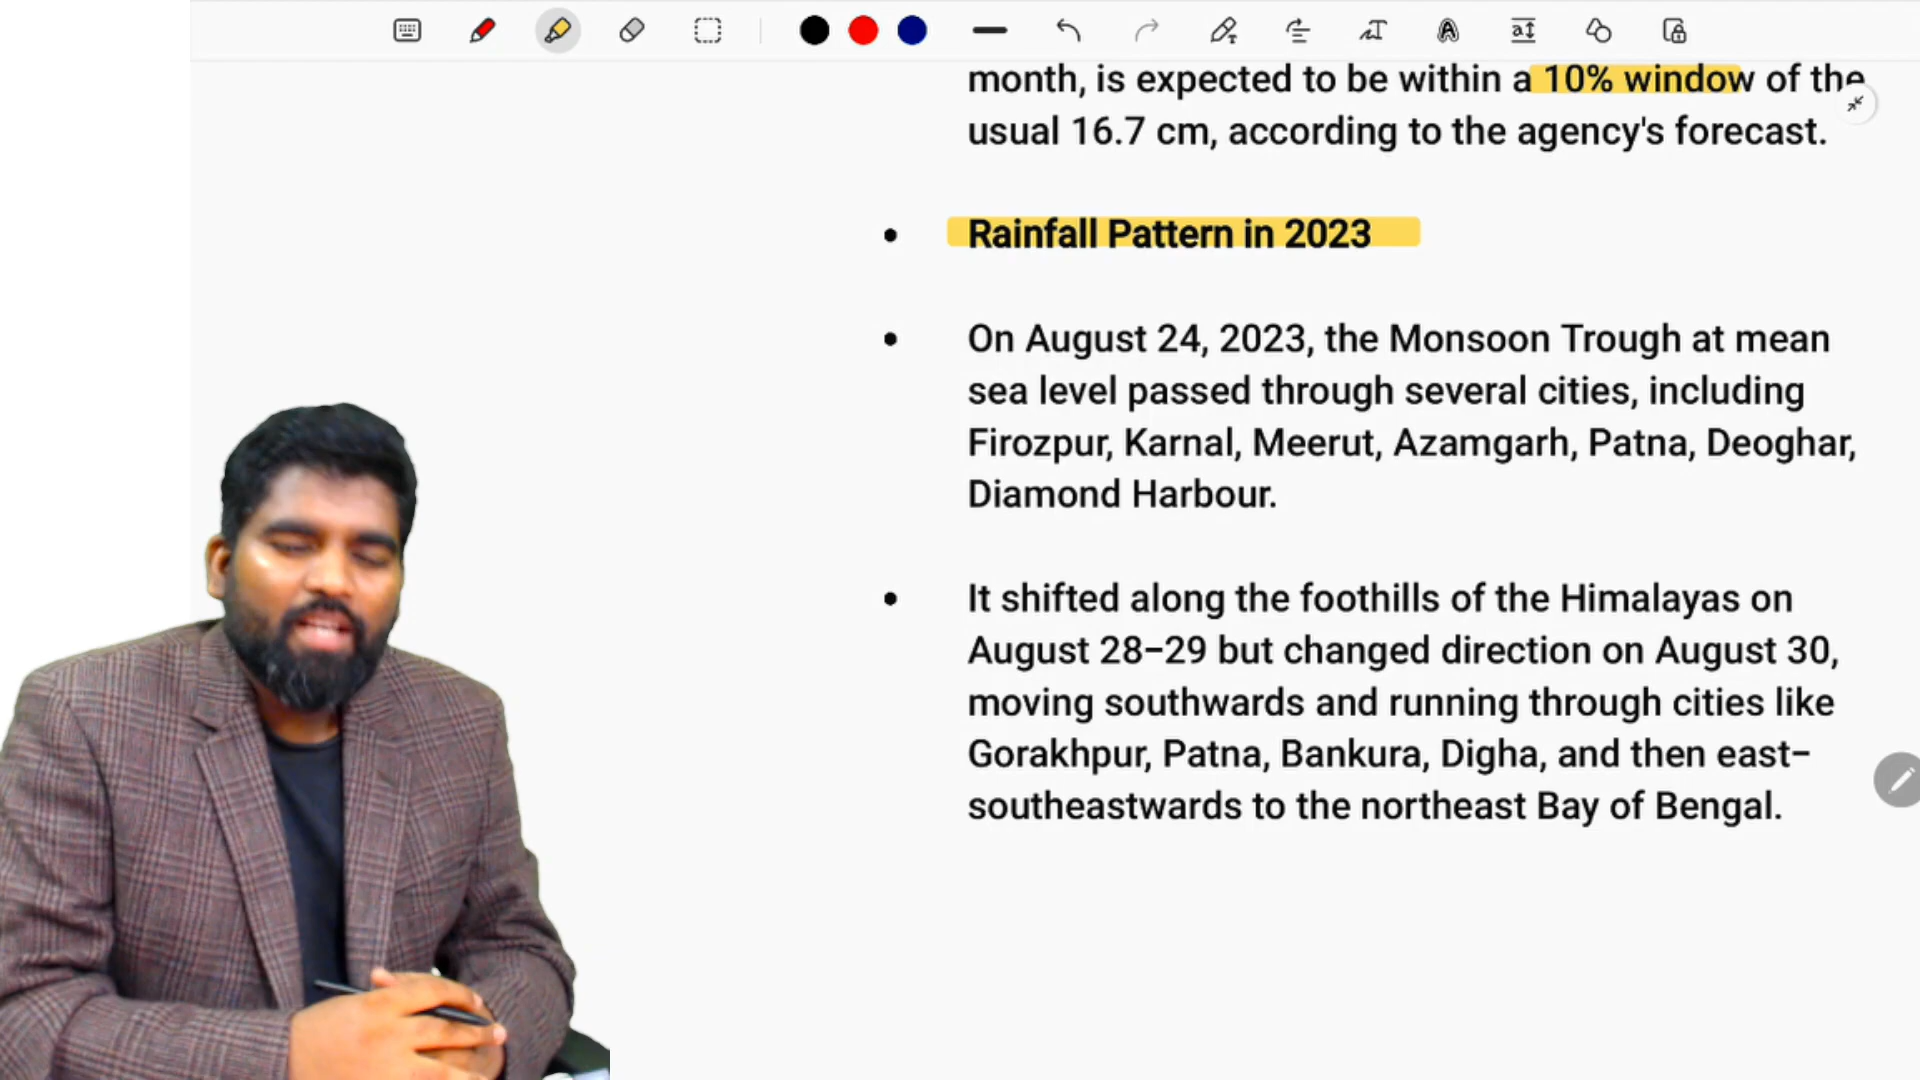 month, is expected to be within a 10% window of the
usual 16.7 cm, according to the agency's forecast.
• Rainfall Pattern in 2023
• On August 24, 2023, the Monsoon Trough at mean
sea level passed through several cities, including
Firozpur, Karnal, Meerut, Azamgarh, Patna, Deoghar,
Diamond Harbour.
• It shifted along the foothills of the Himalayas on
August 28–29 but changed direction on August 30,
moving southwards and running through cities like
Gorakhpur, Patna, Bankura, Digha, and then east–
southeastwards to the northeast Bay of Bengal.